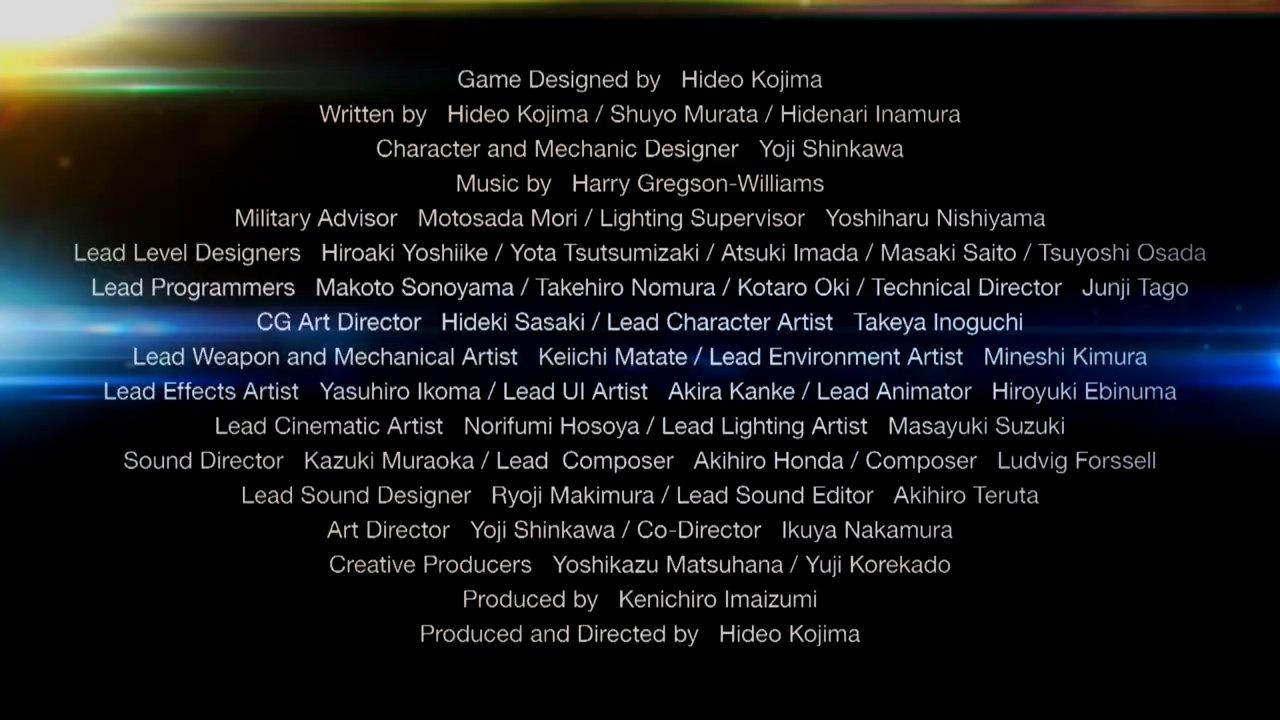 Game Designed by Hideo Kojima
Written by Hideo Kojima / Shuyo Murata / Hidenari Inamura
Character and Mechanic Designer Yoji Shinkawa
Music by Harry Gregson-Williams
Military Advisor Motosada Mori / Lighting Supervisor Yoshiharu Nishiyama
Lead Level Designers Hiroaki Yoshiike / Yota Tsutsumizaki / Atsuki Imada / Masaki Saito / Tsuyoshi Osada
Lead Programmers Makoto Sonoyama / Takehiro Nomura / Kotaro Oki / Technical Director Junji Tago
CG Art Director Hideki Sasaki / Lead Character Artist Takeya Inoguchi
Lead Weapon and Mechanical Artist Keiichi Matate / Lead Environment Artist Mineshi Kimura
Lead Effects Artist Yasuhiro Ikoma / Lead UI Artist Akira Kanke / Lead Animator Hiroyuki Ebinuma
Lead Cinematic Artist Norifumi Hosoya / Lead Lighting Artist Masayuki Suzuki
Sound Director Kazuki Muraoka / Lead Composer Akihiro Honda / Composer Ludvig Forssell
Lead Sound Designer Ryoji Makimura / Lead Sound Editor Akihiro Teruta
Art Director Yoji Shinkawa / Co-Director Ikuya Nakamura
Creative Producers Yoshikazu Matsuhana / Yuji Korekado
Produced by Kenichiro Imaizumi
Produced and Directed by Hideo Kojima